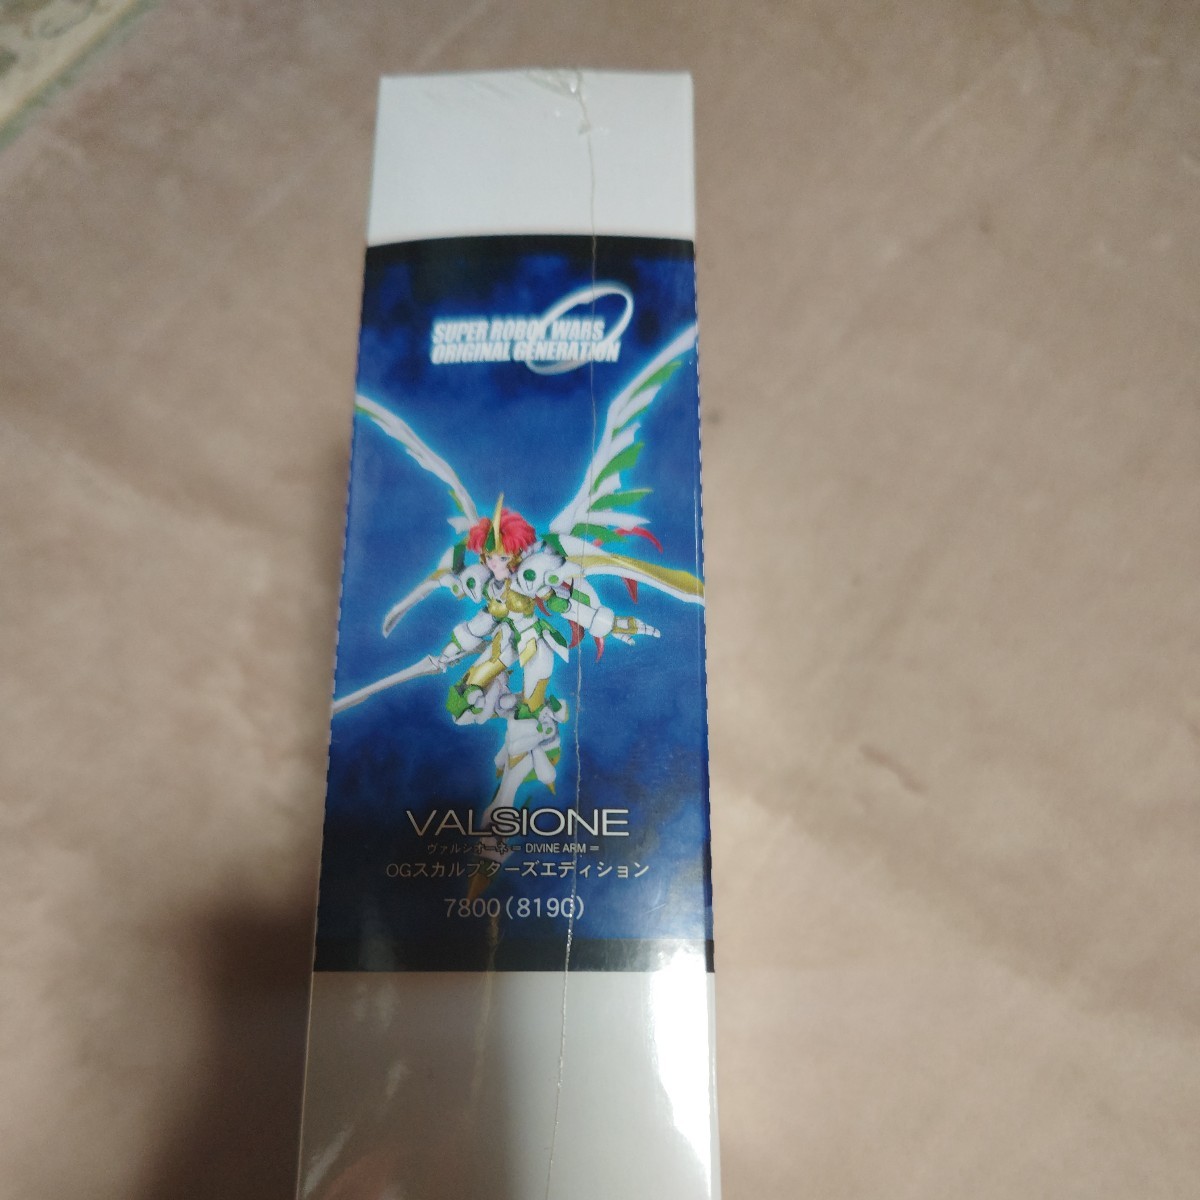 SUPER ROBOT WARS
ORIGINAL GENERATION
VALSIONE
ヴァルシオーネ = DIVINE ARM =
OGスカルプターズエディション
7800(8190)